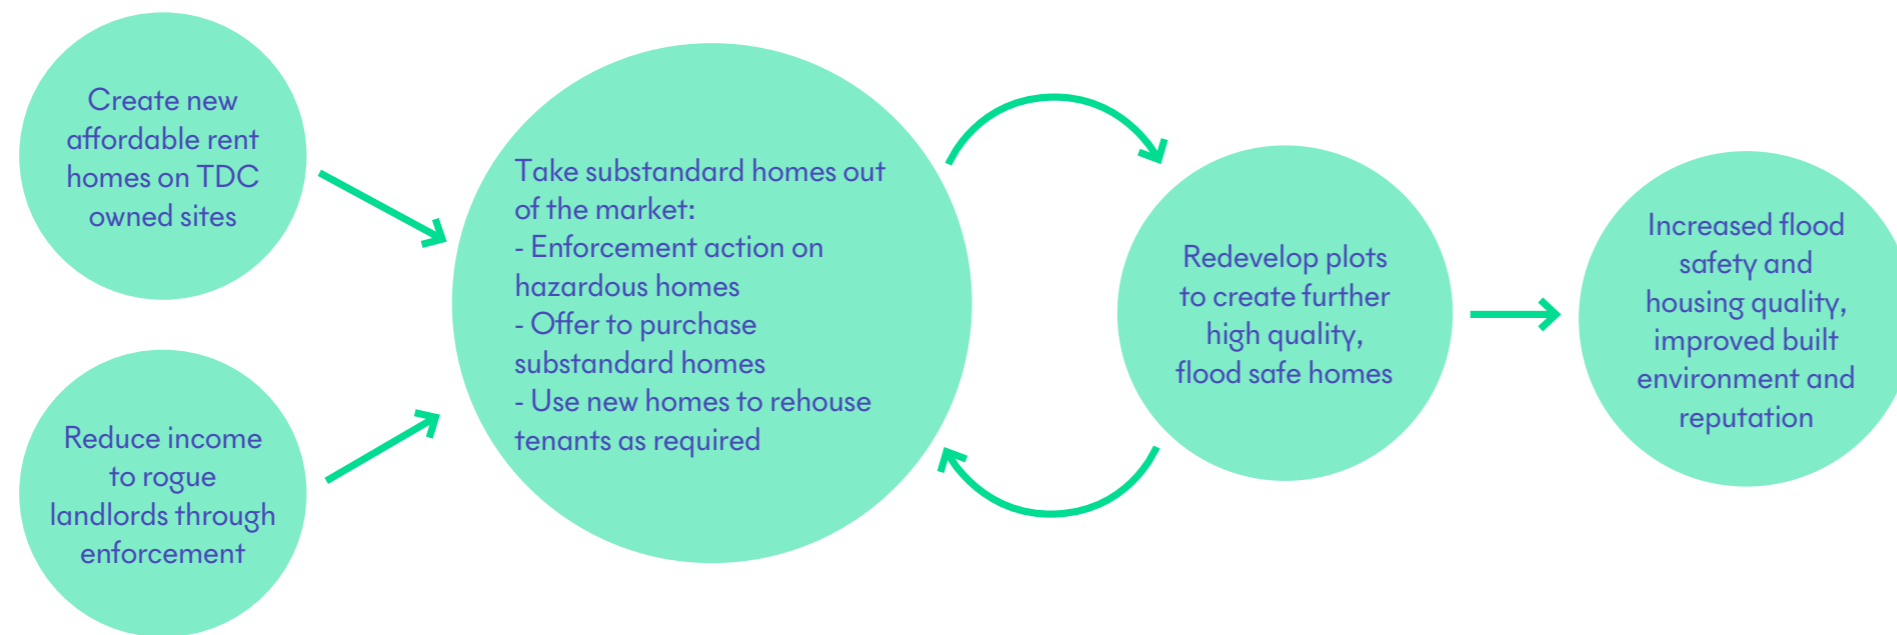 Create new
affordable rent
homes on TDC
owned sites
Reduce income
to rogue
landlords through
enforcement
Take substandard homes out
of the market:
- Enforcement action on
hazardous homes
- Offer to purchase
substandard homes
- Use new homes to rehouse
tenants as required
Redevelop plots
to create further
high quality,
flood safe homes
Increased flood
safety and
housing quality,
improved built
environment and
reputation